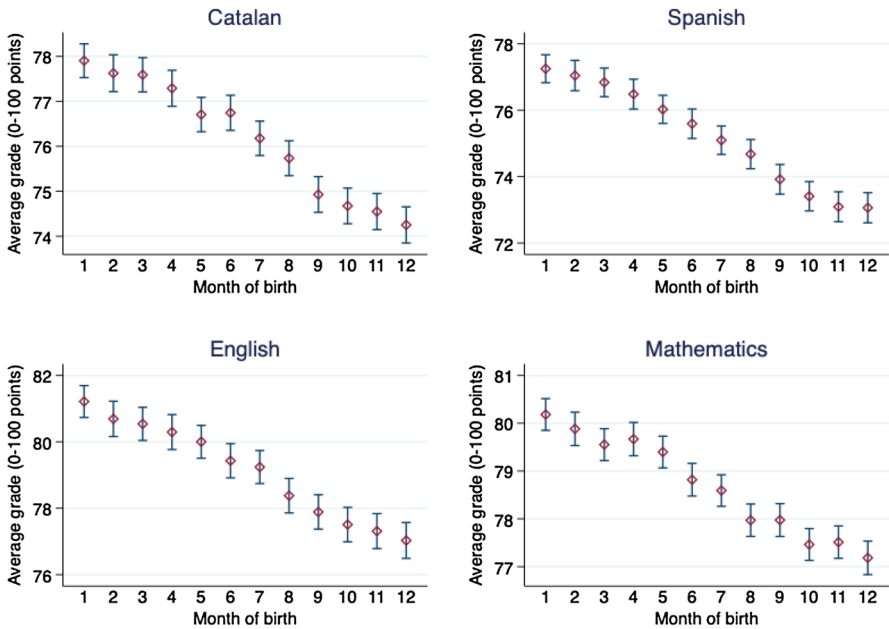 Catalan
Average grade (0-100 points)
78
77
76
75
74
1 2 3 4 5 6 7 8 9 10 11 12
Month of birth
Spanish
Average grade (0-100 points)
78
76
74
72
1 2 3 4 5 6 7 8 9 10 11 12
Month of birth
English
Average grade (0-100 points)
82
80
78
76
1 2 3 4 5 6 7 8 9 10 11 12
Month of birth
Mathematics
Average grade (0-100 points)
81
80
79
78
77
1 2 3 4 5 6 7 8 9 10 11 12
Month of birth